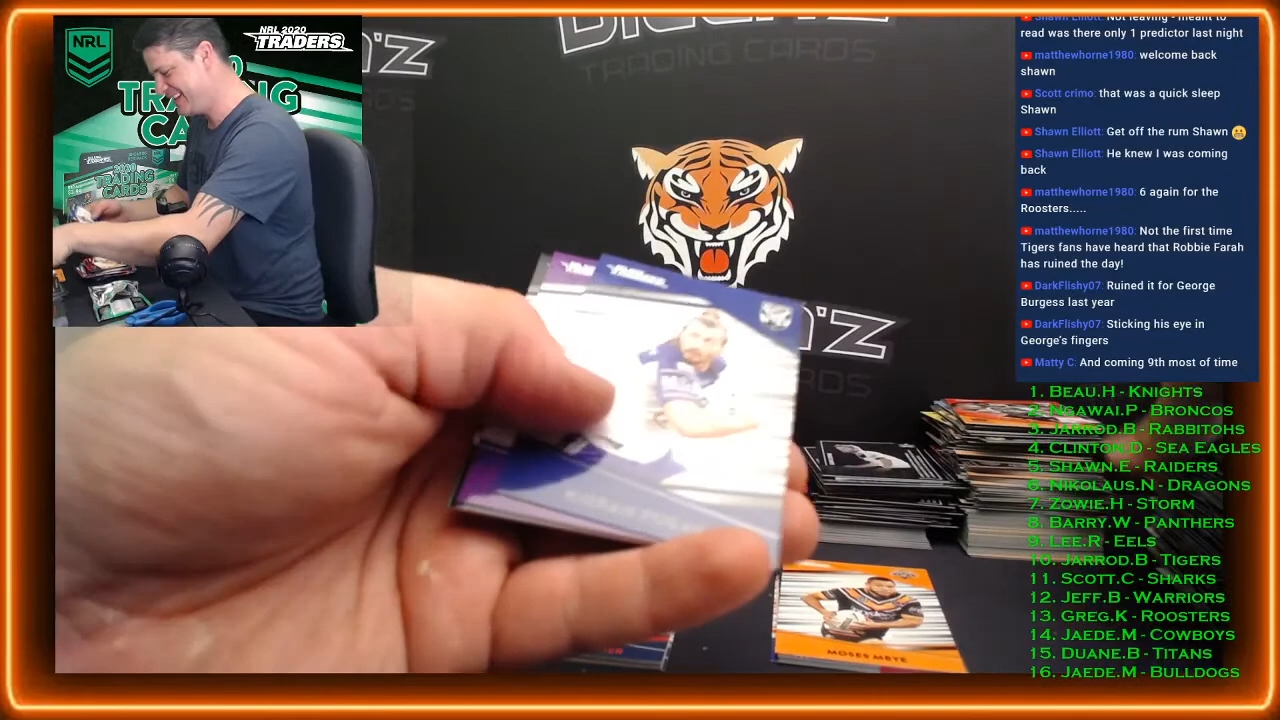 NRL
NRL 2020
TRADERS
2020
TRADING
CARDS
TRADING CARDS
'Z
Shawn Elliott: Not leaving - meant to
read was there only 1 predictor last night
matthewhorne1980: welcome back
shawn
Scott crimo: that was a quick sleep
Shawn
Shawn Elliott: Get off the rum Shawn 😬
Shawn Elliott: He knew I was coming
back
matthewhorne1980: 6 again for the
Roosters.....
matthewhorne1980: Not the first time
Tigers fans have heard that Robbie Farah
has ruined the day!
DarkFlishy07: Ruined it for George
Burgess last year
DarkFlishy07: Sticking his eye in
George's fingers
Matty C: And coming 9th most of time
1. Beau.H - Knights
2. Ngawai.P - Broncos
3. Jarrod.B - Rabbitohs
4. Clinton.D - Sea Eagles
5. Shawn.E - Raiders
6. Nikolaus.N - Dragons
7. Zowie.H - Storm
8. Barry.W - Panthers
9. Lee.R - Eels
10. Jarrod.B - Tigers
11. Scott.C - Sharks
12. Jeff.B - Warriors
13. Greg.K - Roosters
14. Jaede.M - Cowboys
15. Duane.B - Titans
16. Jaede.M - Bulldogs
MOSES MBYE